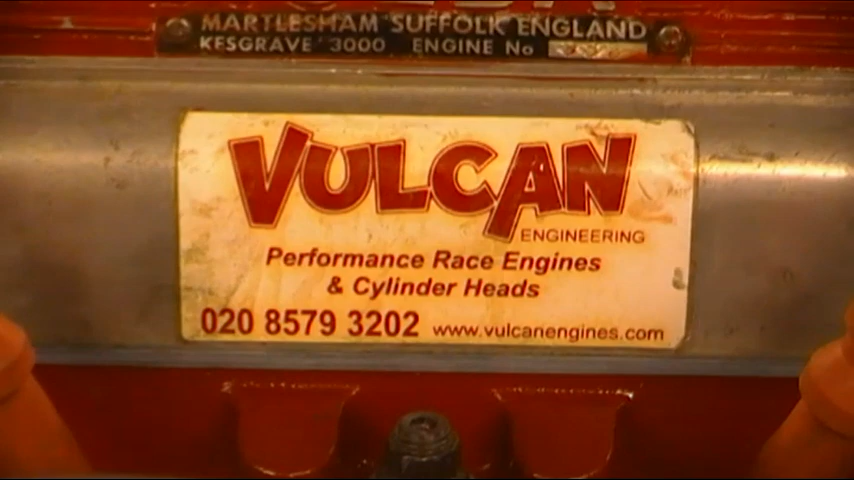 MARTLESHAM SUFFOLK ENGLAND
KESGRAVE 3000 ENGINE No
VULCAN
ENGINEERING
Performance Race Engines
& Cylinder Heads
020 8579 3202 www.vulcanengines.com